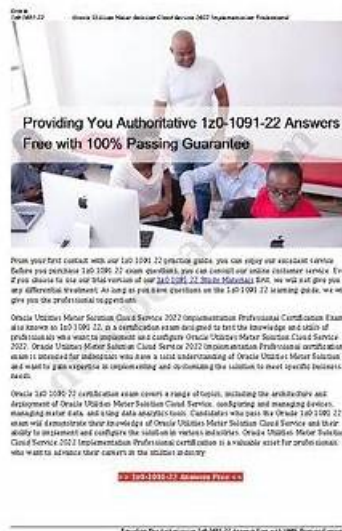 Oracle
1z0-1091-22 Oracle Utilities Meter Solution Cloud Service 2022 Implementation Professional
Providing You Authoritative 1z0-1091-22 Answers
Free with 100% Passing Guarantee
From your first contact with our 1z0-1091-22 practice guide, you can enjoy our excellent service.
Before you purchase 1z0-1091-22 exam questions, you can consult our online customer service. Even
if you choose to use our trial version of our 1z0-1091-22 Study Materials first, we will not give you
any differential treatment. As long as you have questions on the 1z0-1091-22 learning guide, we will
give you the professional suggestions.
Oracle Utilities Meter Solution Cloud Service 2022 Implementation Professional Certification Exam,
also known as 1z0-1091-22, is a certification exam designed to test the knowledge and skills of
professionals who want to implement and configure Oracle Utilities Meter Solution Cloud Service
2022. Oracle Utilities Meter Solution Cloud Service 2022 Implementation Professional certification
exam is intended for individuals who have a solid understanding of Oracle Utilities Meter Solution
and want to gain expertise in implementing and customizing the solution to meet specific business
needs.
Oracle 1z0-1091-22 certification exam covers a range of topics, including the architecture and
deployment of Oracle Utilities Meter Solution Cloud Service, configuring and managing devices,
managing meter data, and using data analytics tools. Candidates who pass the Oracle 1z0-1091-22
exam will demonstrate their knowledge of Oracle Utilities Meter Solution Cloud Service and their
ability to implement and configure the solution in various industries. Oracle Utilities Meter Solution
Cloud Service 2022 Implementation Professional certification is a valuable asset for professionals
who want to advance their careers in the utilities industry.
>> 1z0-1091-22 Answers Free <<